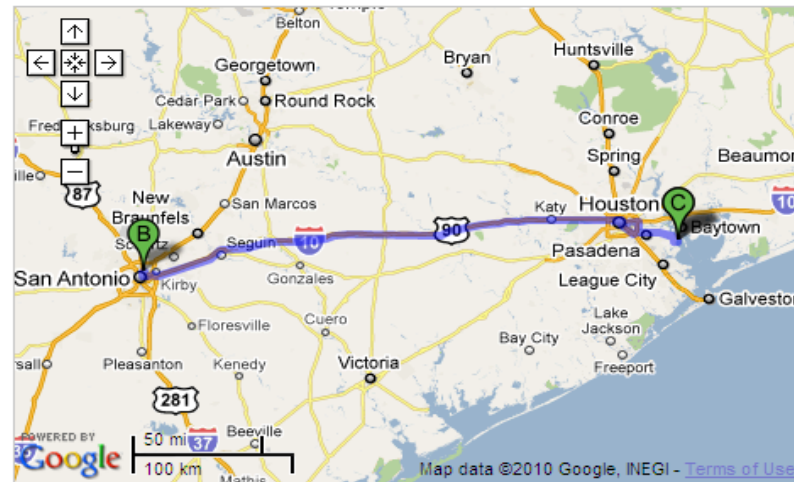 Belton
Georgetown
Bryan
Huntsville
Cedar Park
Round Rock
Lakeway
Conroe
Austin
Spring
Beaumo
87
New
Braunfels
San Marcos
Katy
Houston
C
10
B
90
Baytown
10
Seguin
Pasadena
San Antonio
Kirby
Gonzales
League City
Galvesto
Floresville
Cuero
Lake
Jackson
Bay City
Pleasanton
Kenedy
Victoria
Freeport
281
Beeville
POWERED BY
Google
50 mi
37
100 km
Map data ©2010 Google, INEGI - Terms of Use